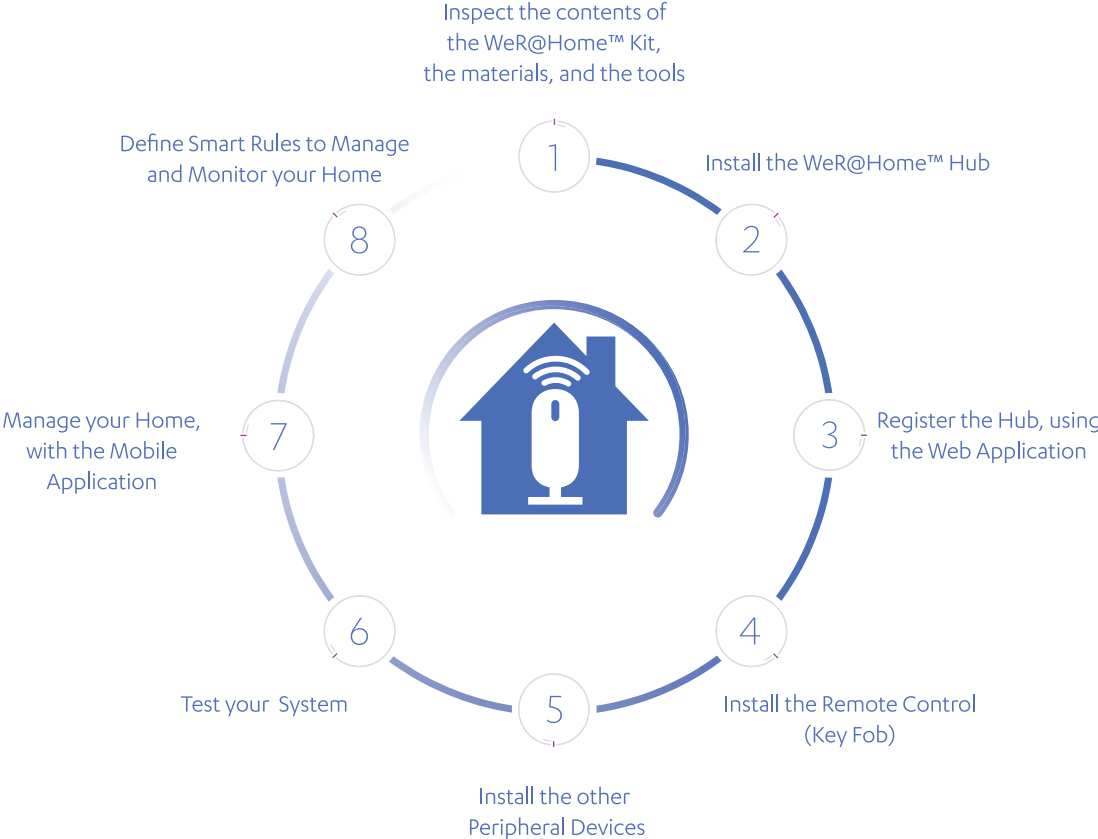 Inspect the contents of
the WeR@Home™ Kit,
the materials, and the tools
1
Install the WeR@Home™ Hub
2
Register the Hub, using
the Web Application
3
4
Install the Remote Control
(Key Fob)
5
Install the other
Peripheral Devices
6
Test your System
7
Manage your Home,
with the Mobile
Application
8
Define Smart Rules to Manage
and Monitor your Home